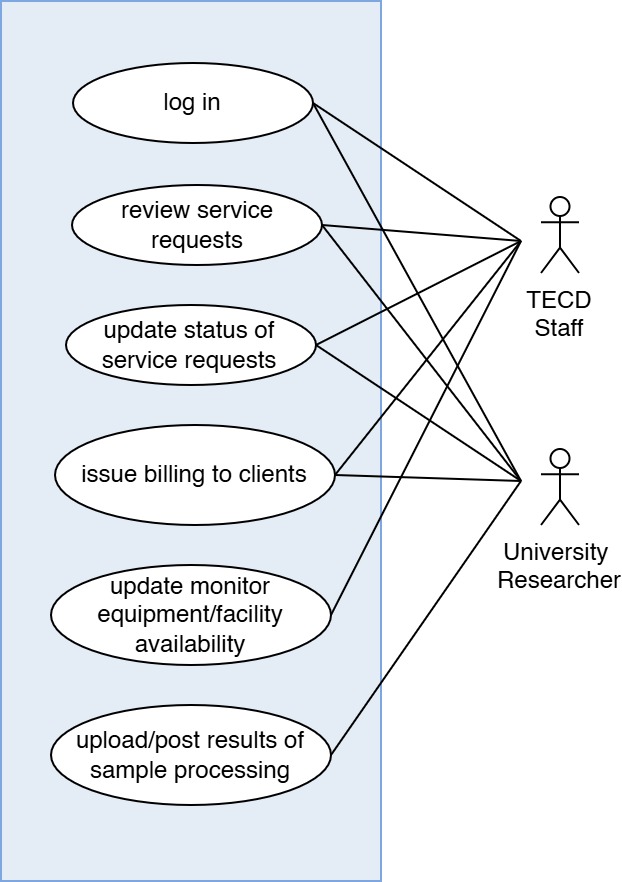 log in
review service
requests
TECD
Staff
update status of
service requests
issue billing to clients
University
Researcher
update monitor
equipment/facility
availability
upload/post results of
sample processing